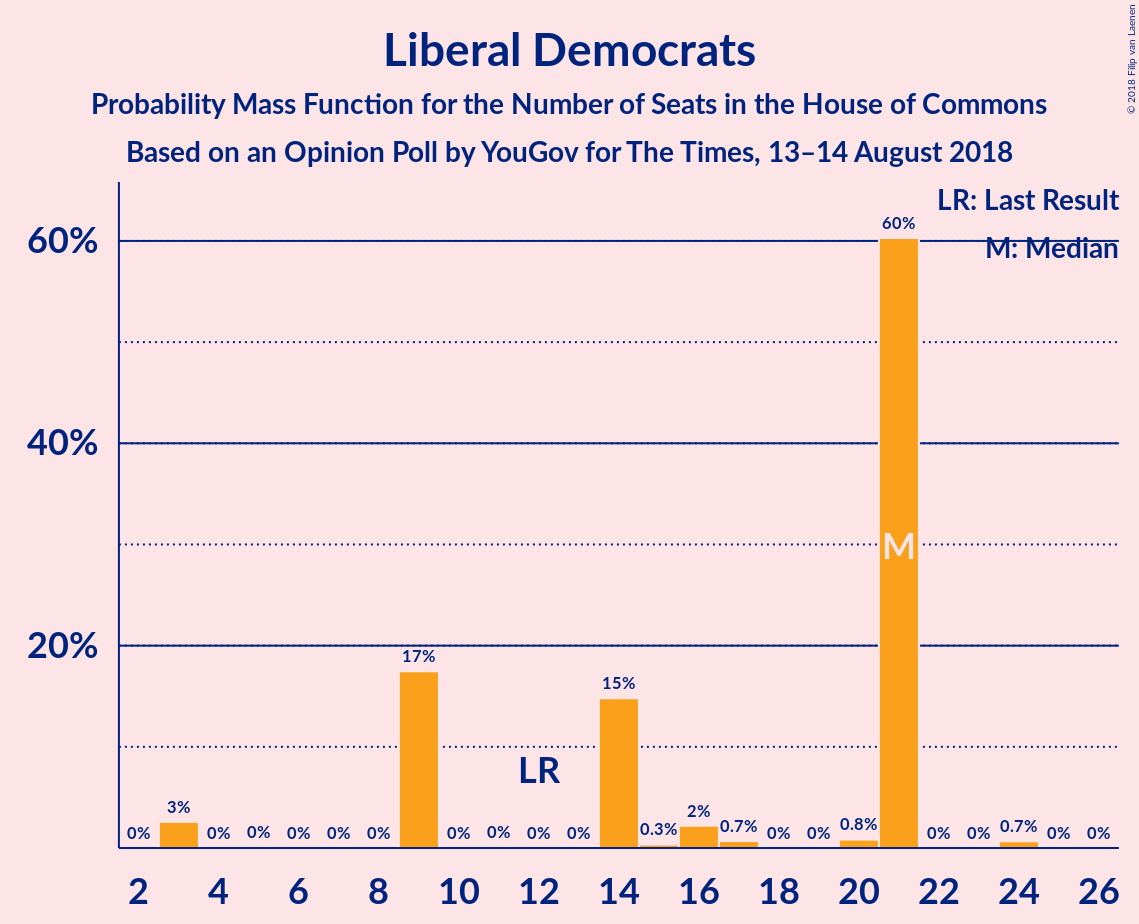 Liberal Democrats
Probability Mass Function for the Number of Seats in the House of Commons
Based on an Opinion Poll by YouGov for The Times, 13–14 August 2018
© 2018 Filip van Laenen
LR: Last Result
M: Median
60%
40%
20%
0% 3% 0% 0% 0% 0% 0% 17% 0% 0% 0% 0% 15% 0.3% 2% 0.7% 0% 0% 0.8% 60% 0% 0% 0.7% 0% 0%
M
LR
2 4 6 8 10 12 14 16 18 20 22 24 26